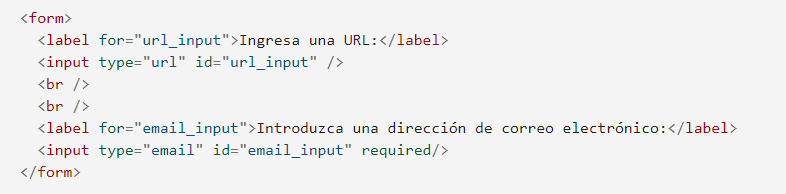 <form>
<label for="url_input">Ingresa una URL:</label>
<input type="url" id="url_input" />
<br />
<br />
<label for="email_input">Introduzca una dirección de correo electrónico:</label>
<input type="email" id="email_input" required/>
</form>